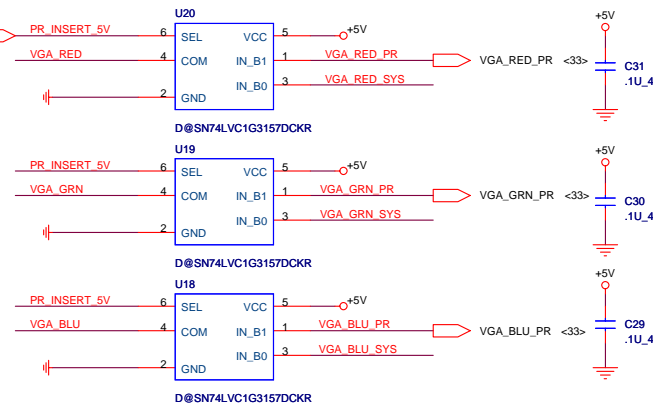 U20
+5V
PR_INSERT_5V 6 SEL VCC 5 +5V
VGA_RED 4 COM IN_B1 1 VGA_RED_PR VGA_RED_PR <33> C31
IN_B0 3 VGA_RED_SYS .1U_4
2 GND
D@SN74LVC1G3157DCKR
U19
+5V
PR_INSERT_5V 6 SEL VCC 5 +5V
VGA_GRN 4 COM IN_B1 1 VGA_GRN_PR VGA_GRN_PR <33> C30
IN_B0 3 VGA_GRN_SYS .1U_4
2 GND
D@SN74LVC1G3157DCKR
U18
+5V
PR_INSERT_5V 6 SEL VCC 5 +5V
VGA_BLU 4 COM IN_B1 1 VGA_BLU_PR VGA_BLU_PR <33> C29
IN_B0 3 VGA_BLU_SYS .1U_4
2 GND
D@SN74LVC1G3157DCKR